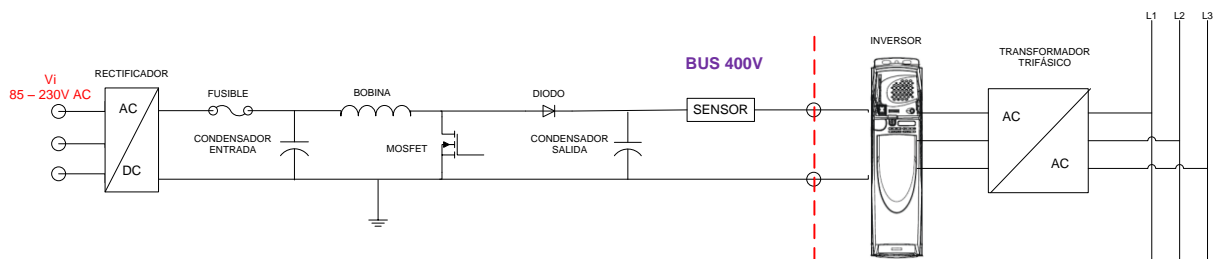 L1 L2 L3
INVERSOR
TRANSFORMADOR
TRIFÁSICO
BUS 400V
Vi
85 – 230V AC
RECTIFICADOR
FUSIBLE
BOBINA
DIODO
SENSOR
AC
DC
CONDENSADOR
ENTRADA
MOSFET
CONDENSADOR
SALIDA
AC
AC